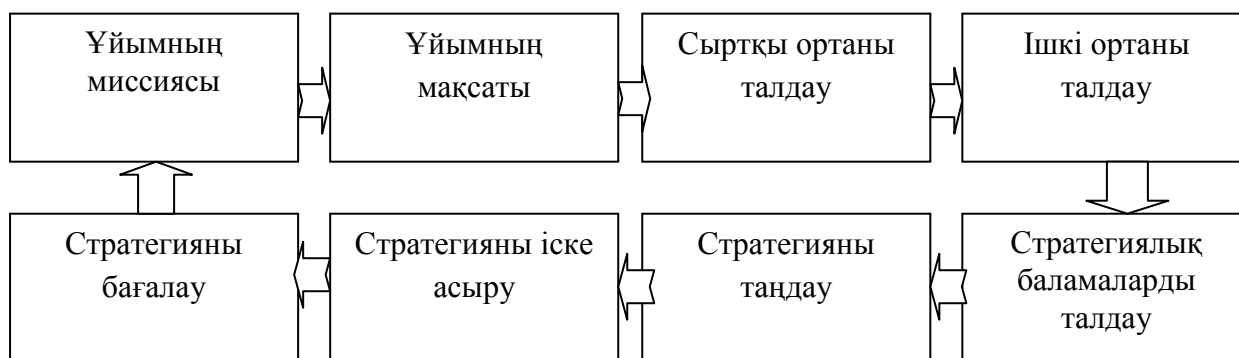 Ұйымның
миссиясы
Ұйымның
мақсаты
Сыртқы ортаны
талдау
Ішкі ортаны
талдау
Стратегияны
бағалау
Стратегияны іске
асыру
Стратегияны
таңдау
Стратегиялық
баламаларды
талдау